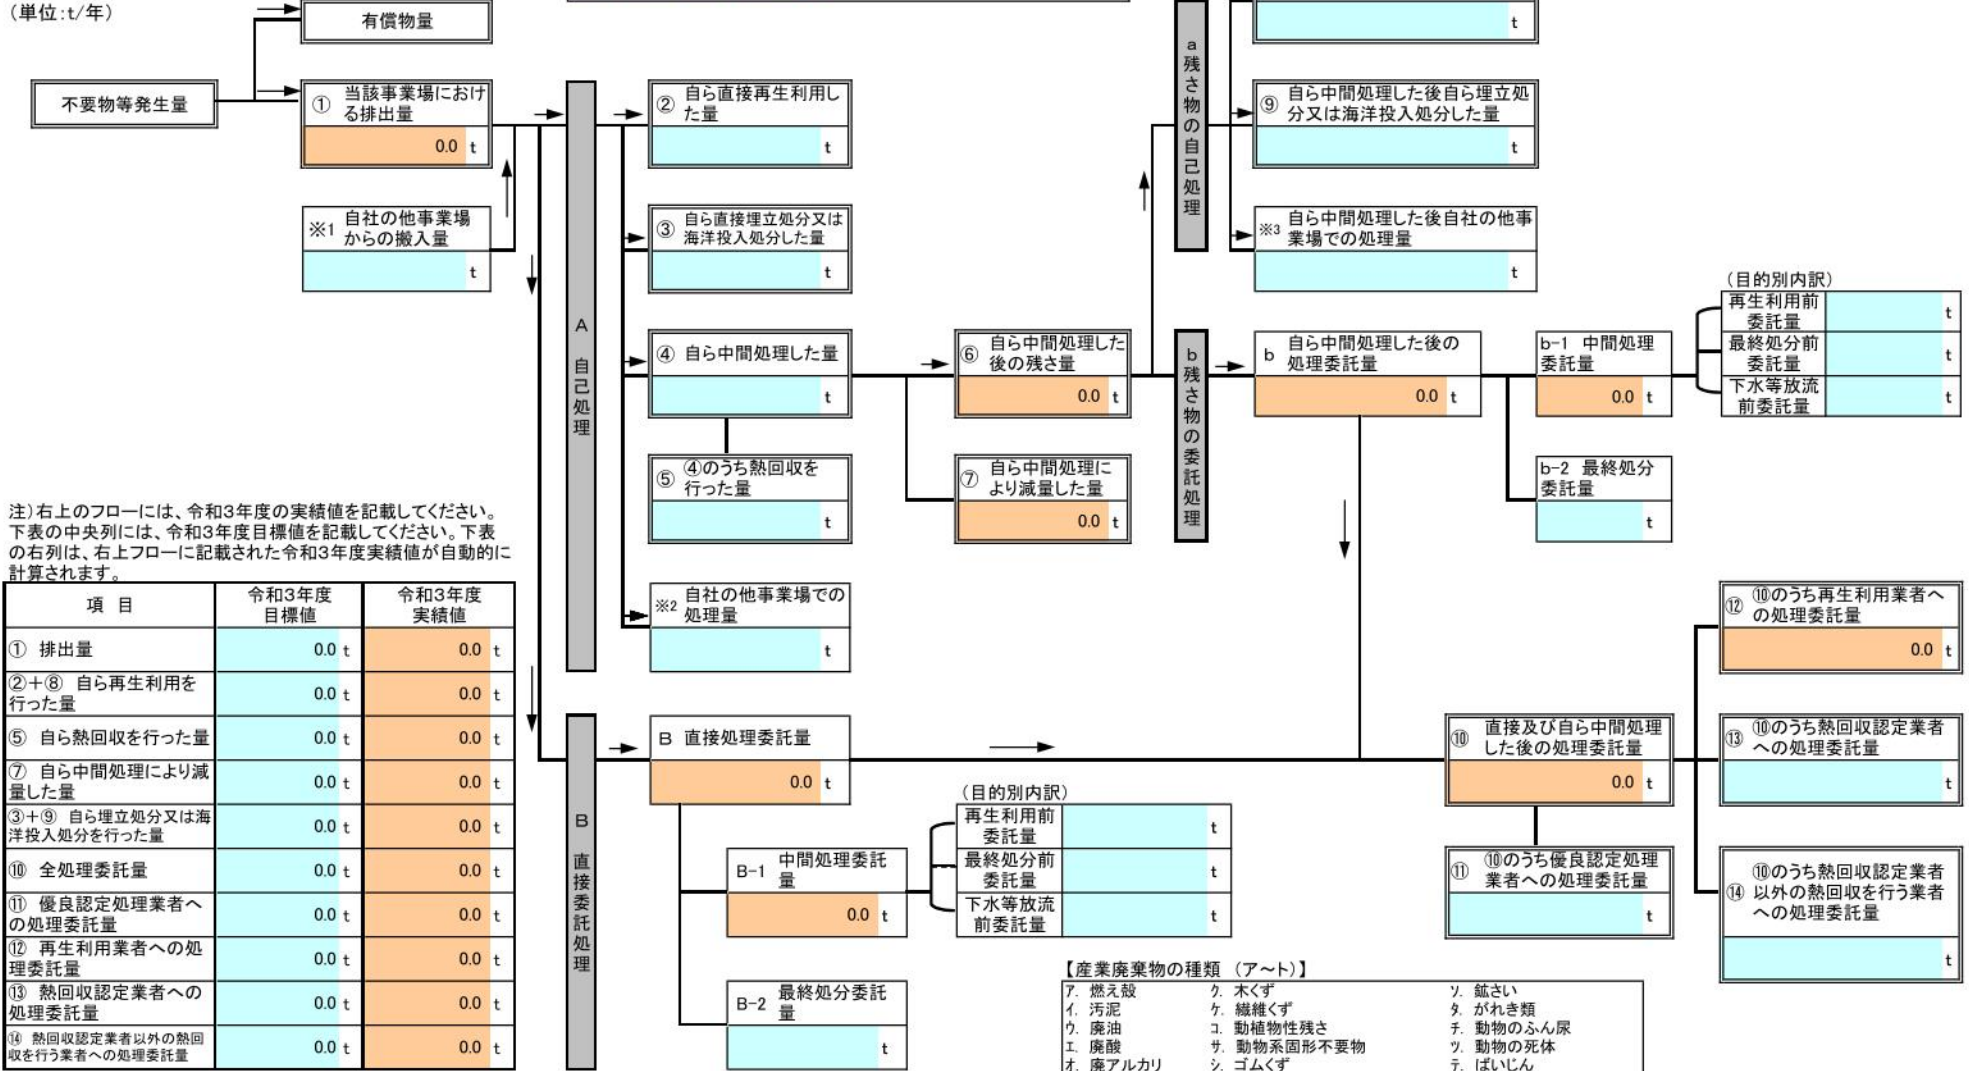 (単位:t/年)
有償物量
t
不要物等発生量
① 当該事業場におけ
る排出量
0.0 t
※1 自社の他事業場
からの搬入量
t
A 自己処理
② 自ら直接再生利用し
た量
t
③ 自ら直接埋立処分又は
海洋投入処分した量
t
④ 自ら中間処理した量
t
⑤ ④のうち熱回収を
行った量
t
※2 自社の他事業場での
処理量
t
⑥ 自ら中間処理した
後の残さ量
0.0 t
⑦ 自ら中間処理に
より減量した量
0.0 t
a残さ物の自己処理
⑨ 自ら中間処理した後自ら埋立処
分又は海洋投入処分した量
t
※3 自ら中間処理した後自社の他事
業場での処理量
t
b残さ物の委託処理
b 自ら中間処理した後の
処理委託量
0.0 t
b-1 中間処理
委託量
0.0 t
(目的別内訳)
再生利用前
委託量
t
最終処分前
委託量
t
下水等放流
前委託量
t
b-2 最終処分
委託量
t
注)右上のフローには、令和3年度の実績値を記載してください。
下表の中央列には、令和3年度目標値を記載してください。下表
の右列は、右上フローに記載された令和3年度実績値が自動的に
計算されます。
項 目 令和3年度
目標値 令和3年度
実績値
① 排出量 0.0 t 0.0 t
②+⑧ 自ら再生利用を
行った量 0.0 t 0.0 t
⑤ 自ら熱回収を行った量 0.0 t 0.0 t
⑦ 自ら中間処理により減
量した量 0.0 t 0.0 t
③+⑨ 自ら埋立処分又は海
洋投入処分を行った量 0.0 t 0.0 t
⑩ 全処理委託量 0.0 t 0.0 t
⑪ 優良認定処理業者へ
の処理委託量 0.0 t 0.0 t
⑫ 再生利用業者への処
理委託量 0.0 t 0.0 t
⑬ 熱回収認定業者への
処理委託量 0.0 t 0.0 t
⑭ 熱回収認定業者以外の熱回
収を行う業者への処理委託量 0.0 t 0.0 t
B 直接委託処理
B 直接処理委託量
0.0 t
B-1 中間処理委託
量
0.0 t
(目的別内訳)
再生利用前
委託量
t
最終処分前
委託量
t
下水等放流
前委託量
t
B-2 最終処分委託
量
t
⑩ 直接及び自ら中間処理
した後の処理委託量
0.0 t
⑪ ⑩のうち優良認定処理
業者への処理委託量
t
⑫ ⑩のうち再生利用業者へ
の処理委託量
0.0 t
⑬ ⑩のうち熱回収認定業者
への処理委託量
t
⑭ ⑩のうち熱回収認定業者
以外の熱回収を行う業者
への処理委託量
t
【産業廃棄物の種類 (ア~ト)】
ア. 燃え殻 ク. 木くず ソ. 鉱さい
イ. 汚泥 ケ. 繊維くず タ. がれき類
ウ. 廃油 コ. 動植物性残さ チ. 動物のふん尿
エ. 廃酸 サ. 動物系固形不要物 ツ. 動物の死体
オ. 廃アルカリ シ. ゴムくず テ. ばいじん